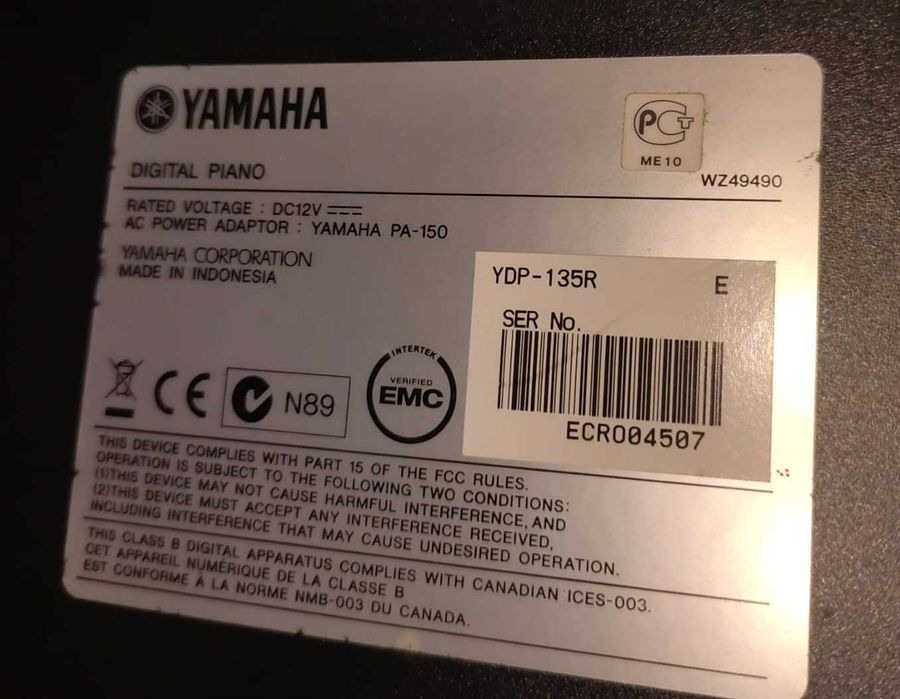 YAMAHA
DIGITAL PIANO
РСТ
ME10
WZ49490
RATED VOLTAGE : DC12V
AC POWER ADAPTOR : YAMAHA PA-150
YAMAHA CORPORATION
MADE IN INDONESIA
YDP-135R E
SER No.
ECRO04507
CE
N89
INTERTEK
VERIFIED
EMC
THIS DEVICE COMPLIES WITH PART 15 OF THE FCC RULES.
OPERATION IS SUBJECT TO THE FOLLOWING TWO CONDITIONS:
(1)THIS DEVICE MAY NOT CAUSE HARMFUL INTERFERENCE, AND
(2)THIS DEVICE MUST ACCEPT ANY INTERFERENCE RECEIVED,
INCLUDING INTERFERENCE THAT MAY CAUSE UNDESIRED OPERATION.
THIS CLASS B DIGITAL APPARATUS COMPLIES WITH CANADIAN ICES-003.
CET APPAREIL NUMÉRIQUE DE LA CLASSE B
EST CONFORME À LA NORME NMB-003 DU CANADA.